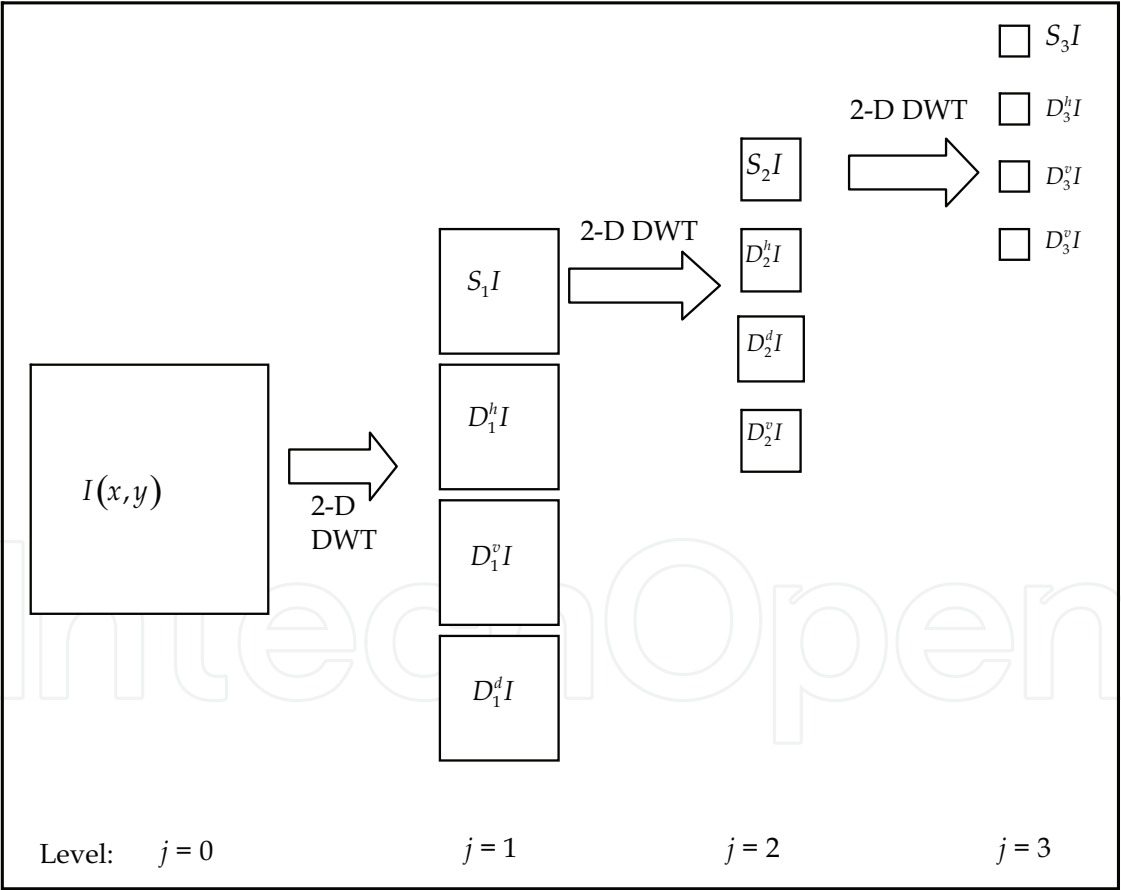 S₃I
D₃ʰI
2-D DWT
D₃ᵛI
D₃ᵛI
S₂I
D₂ʰI
D₂ᵈI
D₂ᵛI
2-D DWT
S₁I
D₁ʰI
D₁ᵛI
D₁ᵈI
I(x,y)
2-D
DWT
IntechOpen
Level: j = 0 j = 1 j = 2 j = 3